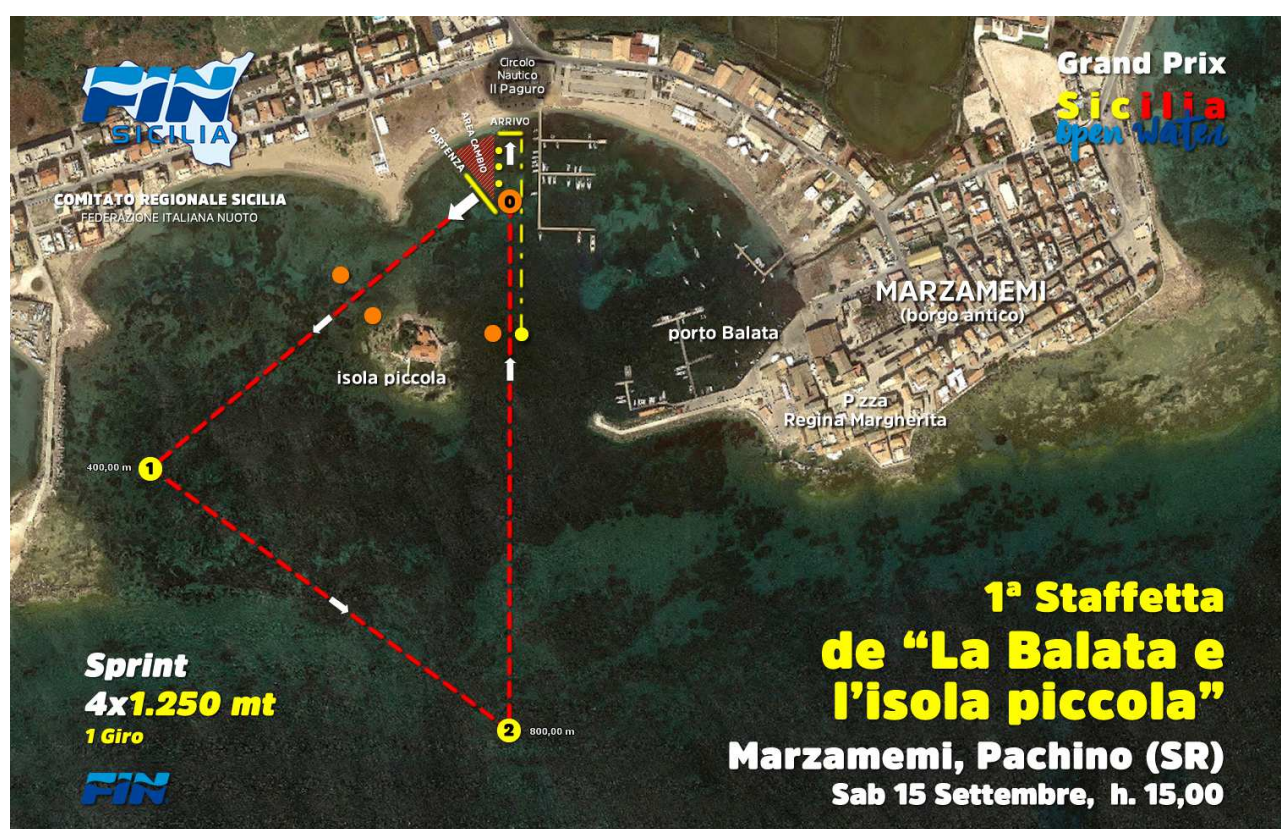 FIN
SICILIA
COMITATO REGIONALE SICILIA
FEDERAZIONE ITALIANA NUOTO
Circolo
Nautico
Il Paguro
Grand Prix
Sicilia
open water
ARRIVO
AREA CAMBIO
PARTENZA
0
MARZAMEMI
(borgo antico)
porto Balata
isola piccola
P.zza
Regina Margherita
400,00 m
1
2
800,00 m
Sprint
4x1.250 mt
1 Giro
FIN
1ª Staffetta
de “La Balata e
l’isola piccola”
Marzamemi, Pachino (SR)
Sab 15 Settembre, h. 15,00